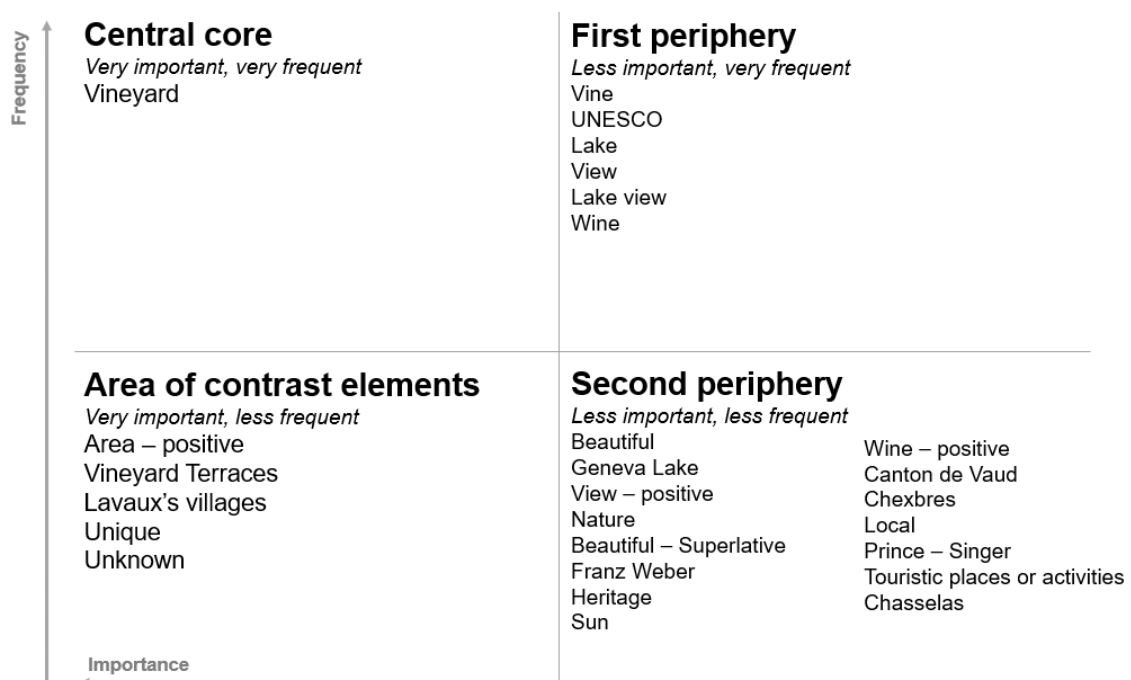 Frequency
Central core
Very important, very frequent
Vineyard
First periphery
Less important, very frequent
Vine
UNESCO
Lake
View
Lake view
Wine
Area of contrast elements
Very important, less frequent
Area – positive
Vineyard Terraces
Lavaux's villages
Unique
Unknown
Second periphery
Less important, less frequent
Beautiful
Geneva Lake
View – positive
Nature
Beautiful – Superlative
Franz Weber
Heritage
Sun
Wine – positive
Canton de Vaud
Chexbres
Local
Prince – Singer
Touristic places or activities
Chasselas
Importance